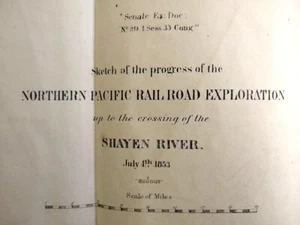 "Senate Ex: Doc:
Nº 29 1 Sess: 33 Cong"
Sketch of the progress of the
NORTHERN PACIFIC RAIL ROAD EXPLORATION
up to the crossing of the
SHAYEN RIVER.
July 4th 1853
Scale of Miles